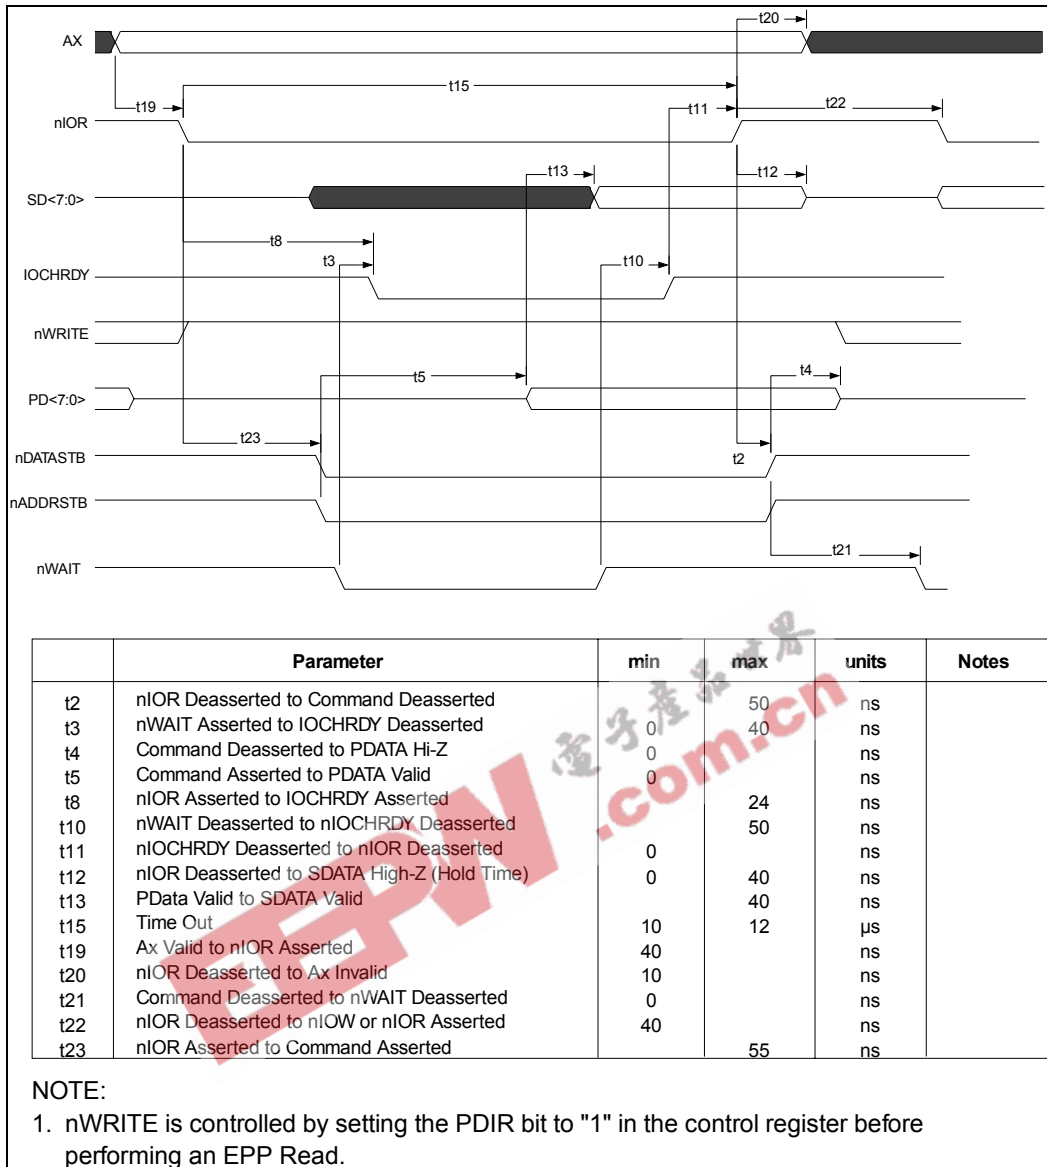 t20
AX
t15
t19
t11
t22
nIOR
t13
t12
SD<7:0>
t8
t3
t10
IOCHRDY
nWRITE
t5
t4
PD<7:0>
t23
nDATASTB
t2
nADDRSTB
t21
nWAIT
Parameter min max units Notes
t2 nIOR Deasserted to Command Deasserted 50 ns
t3 nWAIT Asserted to IOCHRDY Deasserted 0 40 ns
t4 Command Deasserted to PDATA Hi-Z 0 ns
t5 Command Asserted to PDATA Valid 0 ns
t8 nIOR Asserted to IOCHRDY Asserted 24 ns
t10 nWAIT Deasserted to nIOCHRDY Deasserted 50 ns
t11 nIOCHRDY Deasserted to nIOR Deasserted 0 ns
t12 nIOR Deasserted to SDATA High-Z (Hold Time) 0 40 ns
t13 PData Valid to SDATA Valid 40 ns
t15 Time Out 10 12 µs
t19 Ax Valid to nIOR Asserted 40 ns
t20 nIOR Deasserted to Ax Invalid 10 ns
t21 Command Deasserted to nWAIT Deasserted 0 ns
t22 nIOR Deasserted to nIOW or nIOR Asserted 40 ns
t23 nIOR Asserted to Command Asserted 55 ns
EEPW
.com.cn
電子產品世界
NOTE:
1. nWRITE is controlled by setting the PDIR bit to "1" in the control register before
performing an EPP Read.